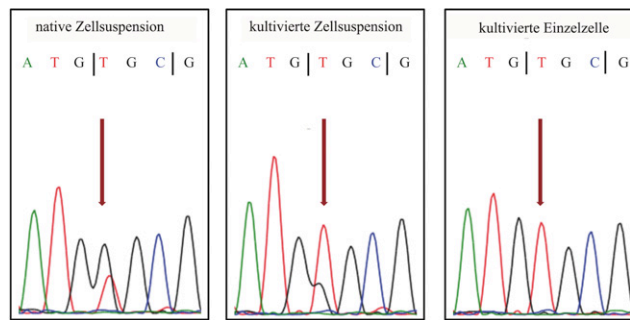 native Zellsuspension
A T G | T G C | G
kultivierte Zellsuspension
A T G | T G C | G
kultivierte Einzelzelle
A T G | T G C | G